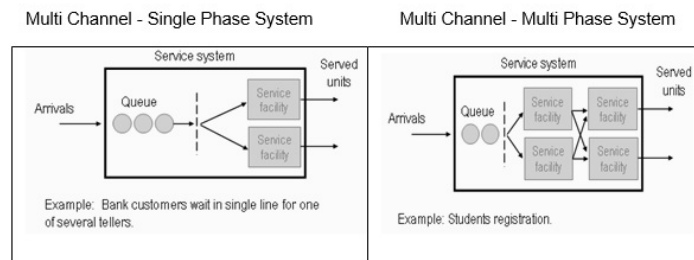 Multi Channel - Single Phase System
Multi Channel - Multi Phase System
Service system
Served
units
Arrivals
Queue
Service
facility
Service
facility
Example: Bank customers wait in single line for one
of several tellers.
Service system
Served
units
Arrivals
Queue
Service
facility
Service
facility
Service
facility
Service
facility
Example: Students registration.